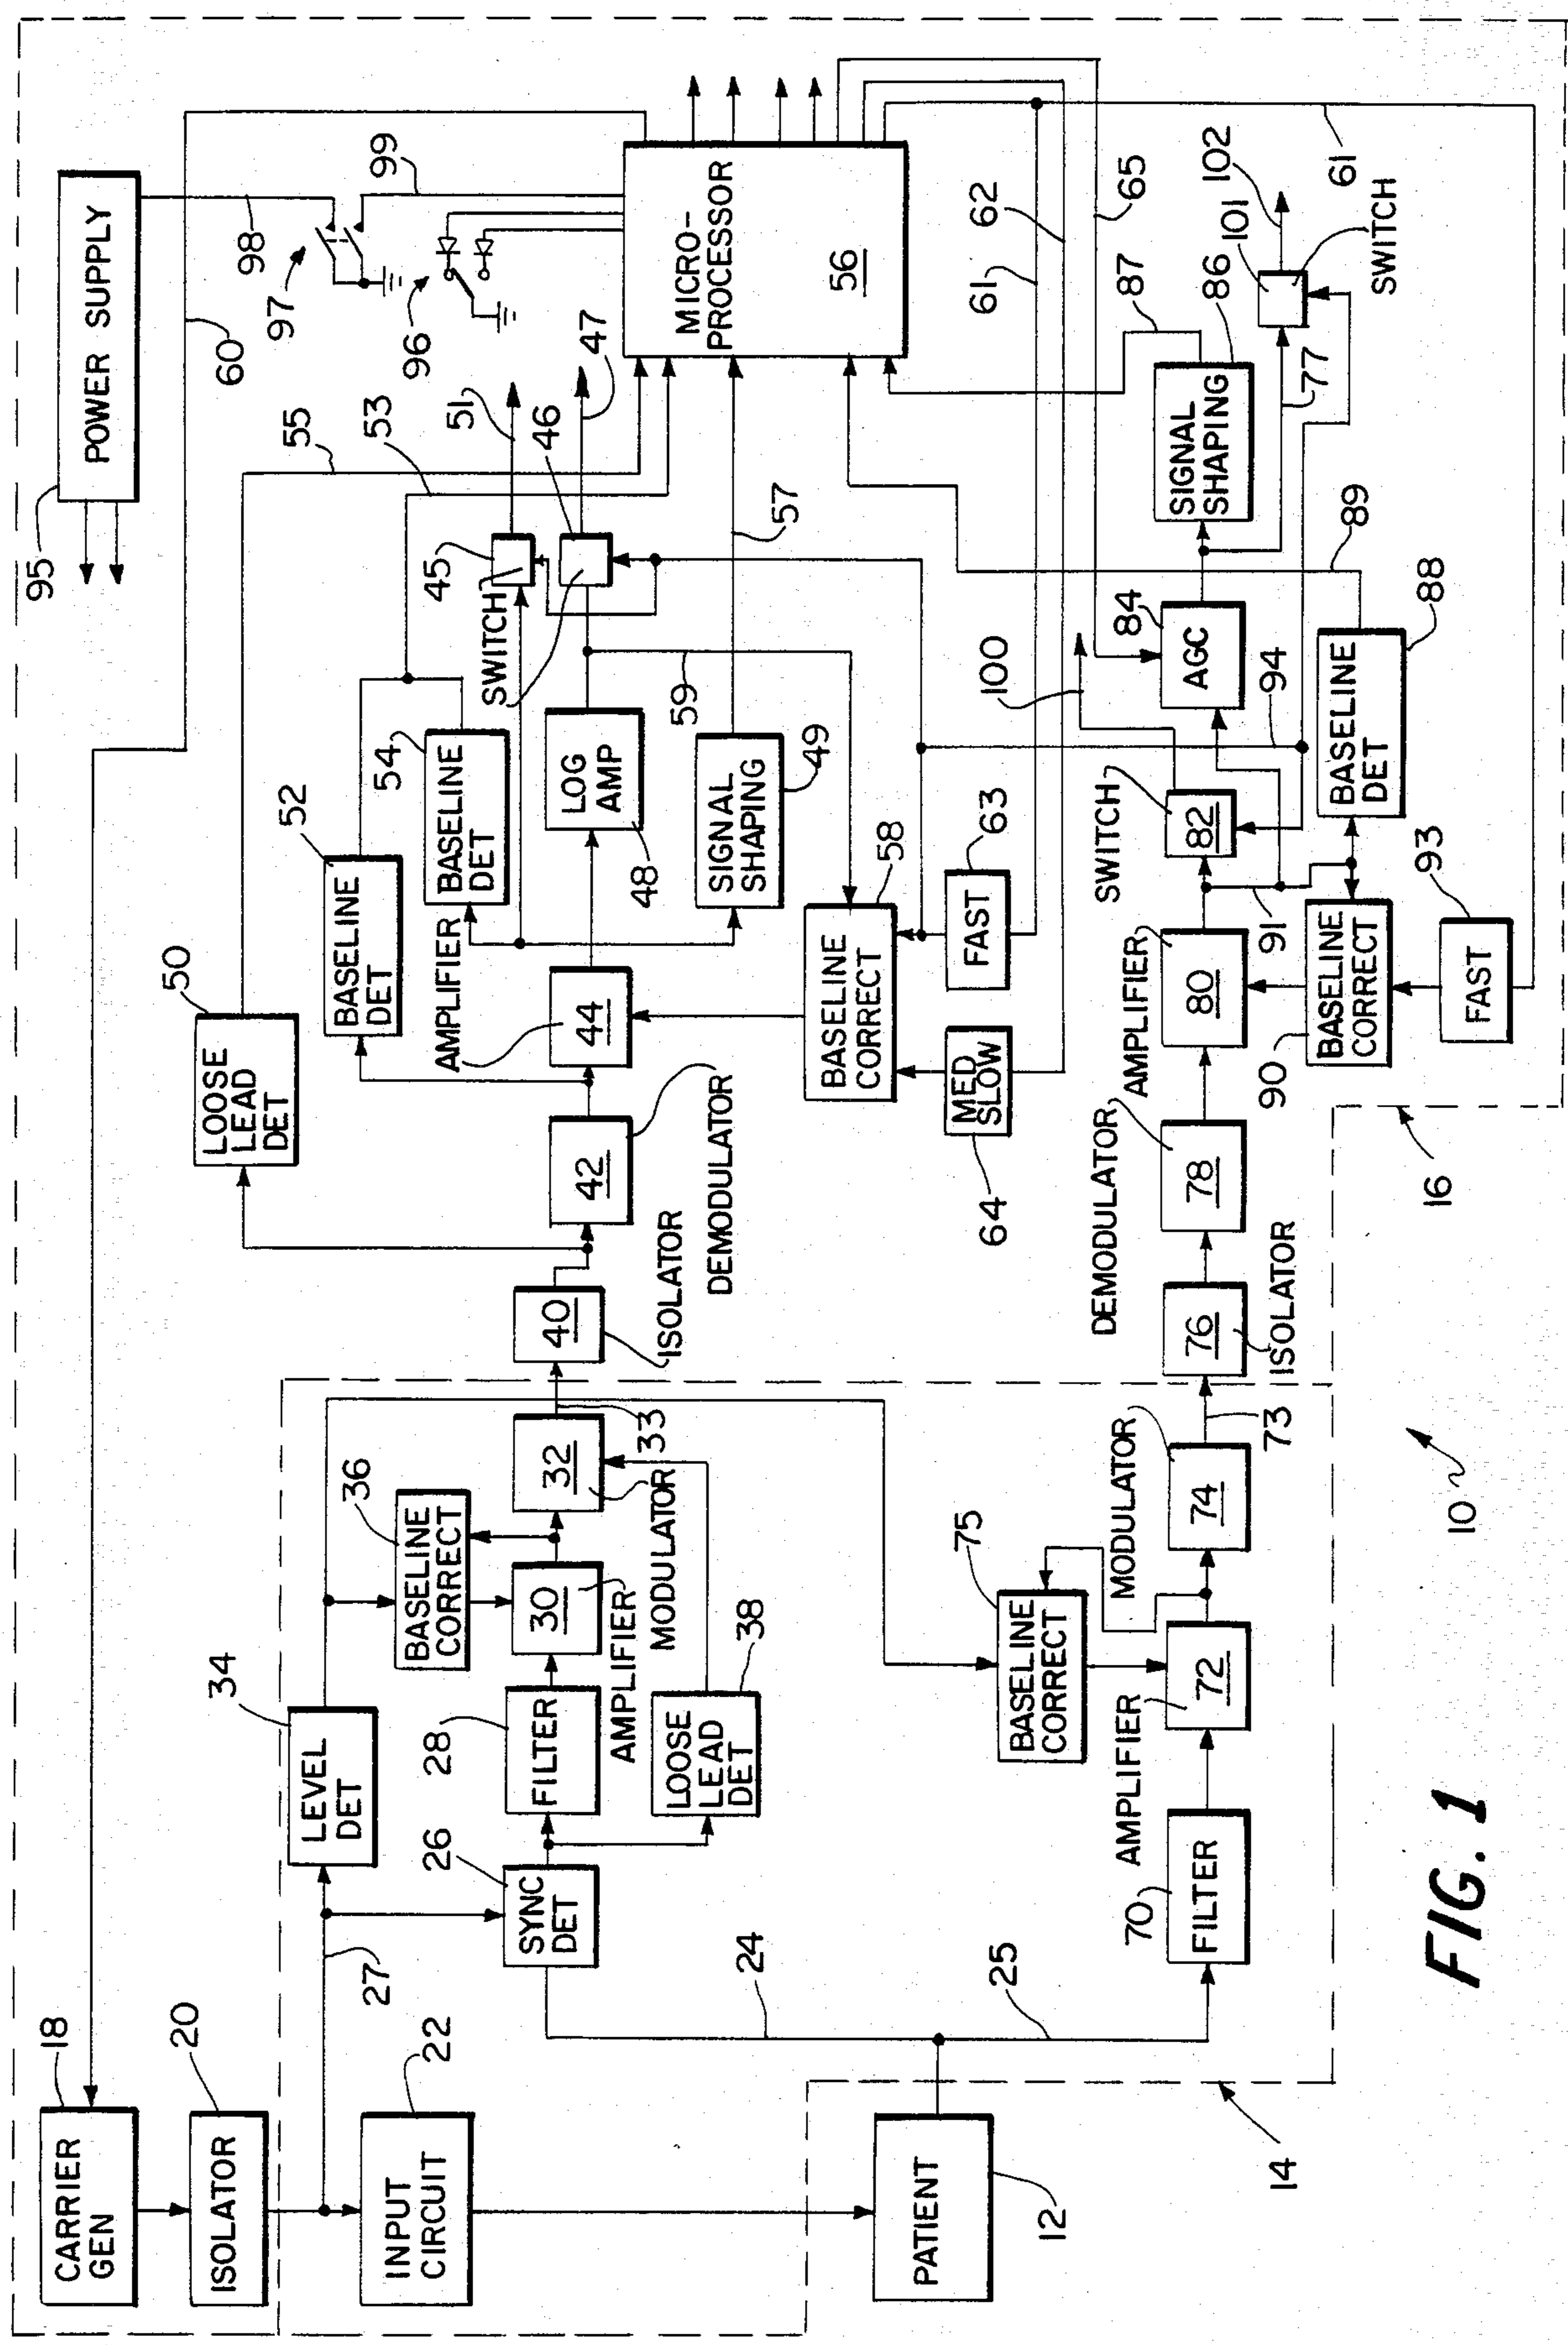 95
POWER SUPPLY
60
98
97
99
96
MICRO-
PROCESSOR
56
55
53
51
47
45
SWITCH
46
57
59
50
LOOSE
LEAD
DET
52
BASELINE
DET
54
BASELINE
DET
AMPLIFIER
44
LOG
AMP
48
SIGNAL
SHAPING
49
BASELINE
CORRECT
58
FAST
63
MED
SLOW
64
61
62
65
87
102
101
61
SWITCH
86
SIGNAL
SHAPING
77
89
84
AGC
100
94
88
BASELINE
DET
SWITCH
82
91
93
FAST
90
BASELINE
CORRECT
AMPLIFIER
80
DEMODULATOR
78
76
ISOLATOR
16
42
DEMODULATOR
40
ISOLATOR
33
32
MODULATOR
36
BASELINE
CORRECT
30
AMPLIFIER
34
LEVEL
DET
28
FILTER
38
LOOSE
LEAD
DET
26
SYNC
DET
27
24
25
18
CARRIER
GEN
20
ISOLATOR
22
INPUT
CIRCUIT
PATIENT
12
14
70
FILTER
AMPLIFIER
72
75
BASELINE
CORRECT
MODULATOR
74
73
10
FIG. 1